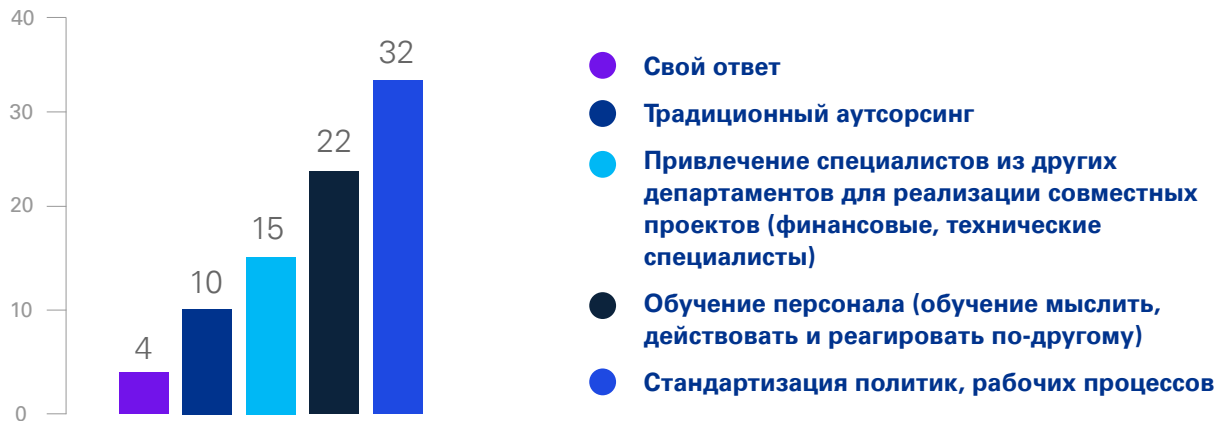 40
30
20
10
0
4
10
15
22
32
Свой ответ
Традиционный аутсорсинг
Привлечение специалистов из других
департаментов для реализации совместных
проектов (финансовые, технические
специалисты)
Обучение персонала (обучение мыслить,
действовать и реагировать по-другому)
Стандартизация политик, рабочих процессов